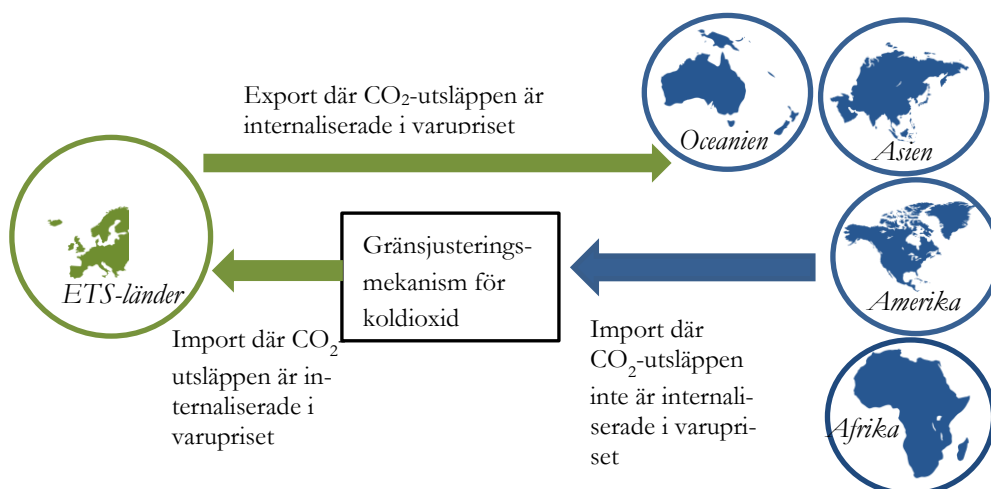 Export där CO₂-utsläppen är
internaliserade i varupriset
Oceanien
Asien
ETS-länder
Gränsjusterings-
mekanism för
koldioxid
Amerika
Import där CO₂-
utsläppen är in-
ternaliserade i
varupriset
Import där
CO₂-utsläppen
inte är internali-
serade i varupri-
set
Afrika